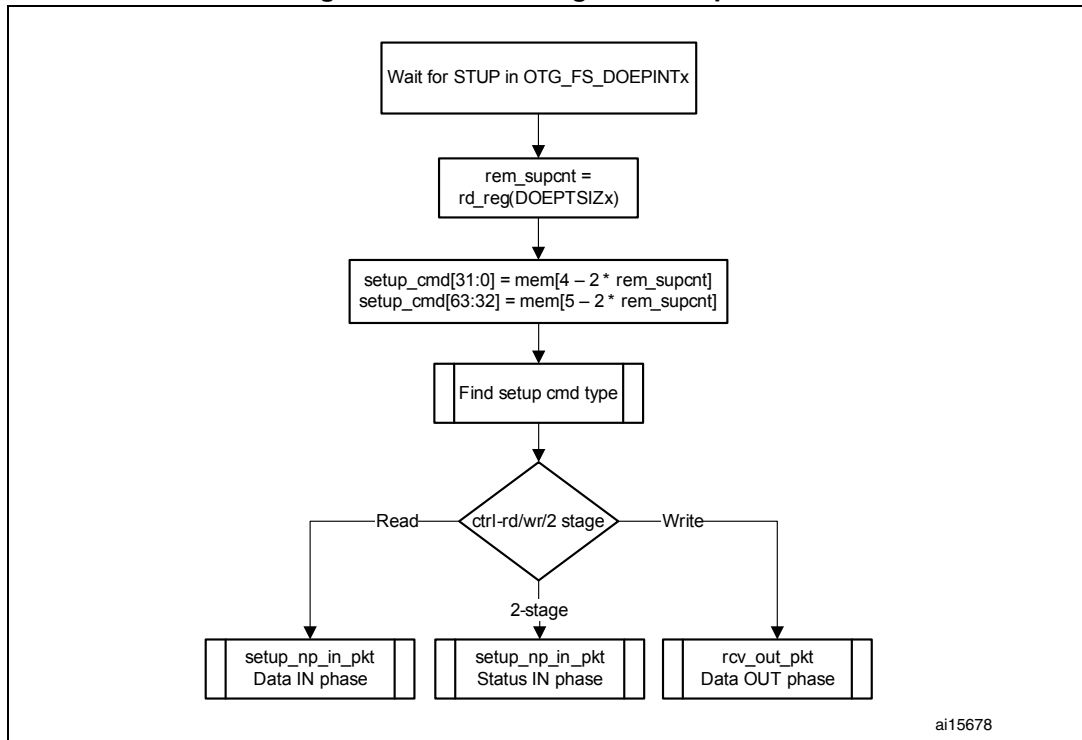 Wait for STUP in OTG_FS_DOEPINTx
rem_supcnt =
rd_reg(DOEPTSIZx)
setup_cmd[31:0] = mem[4 – 2 * rem_supcnt]
setup_cmd[63:32] = mem[5 – 2 * rem_supcnt]
Find setup cmd type
Read
ctrl-rd/wr/2 stage
Write
2-stage
setup_np_in_pkt
Data IN phase
setup_np_in_pkt
Status IN phase
rcv_out_pkt
Data OUT phase
ai15678